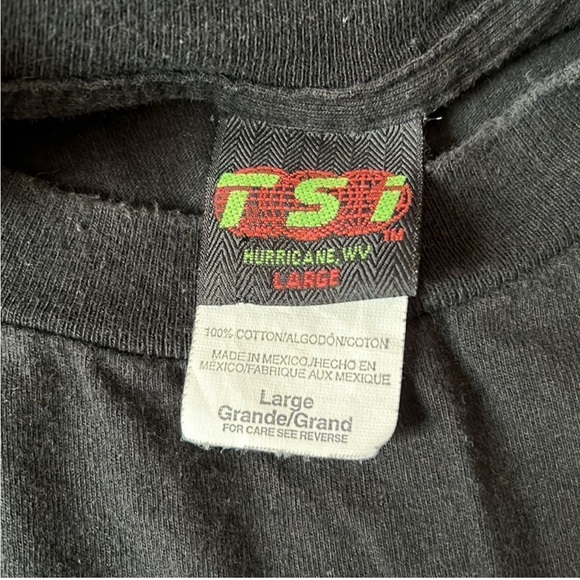 TSi
TM
HURRICANE, WV
LARGE
100% COTTON/ALGODÓN/COTON
MADE IN MEXICO/HECHO EN
MÉXICO/FABRIQUE AUX MEXIQUE
Large
Grande/Grand
FOR CARE SEE REVERSE